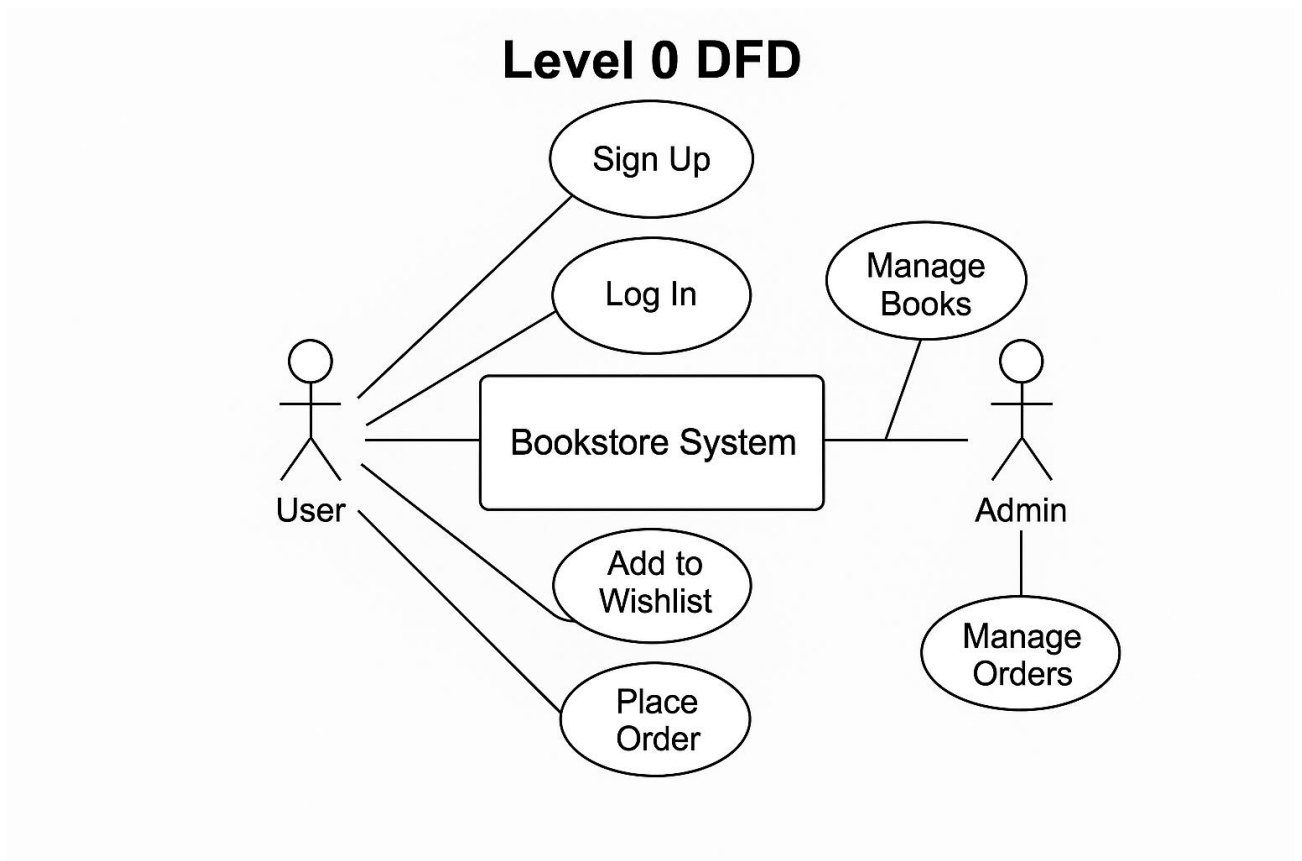 Level 0 DFD
Sign Up
Log In
Manage
Books
Bookstore System
User
Admin
Add to
Wishlist
Manage
Orders
Place
Order